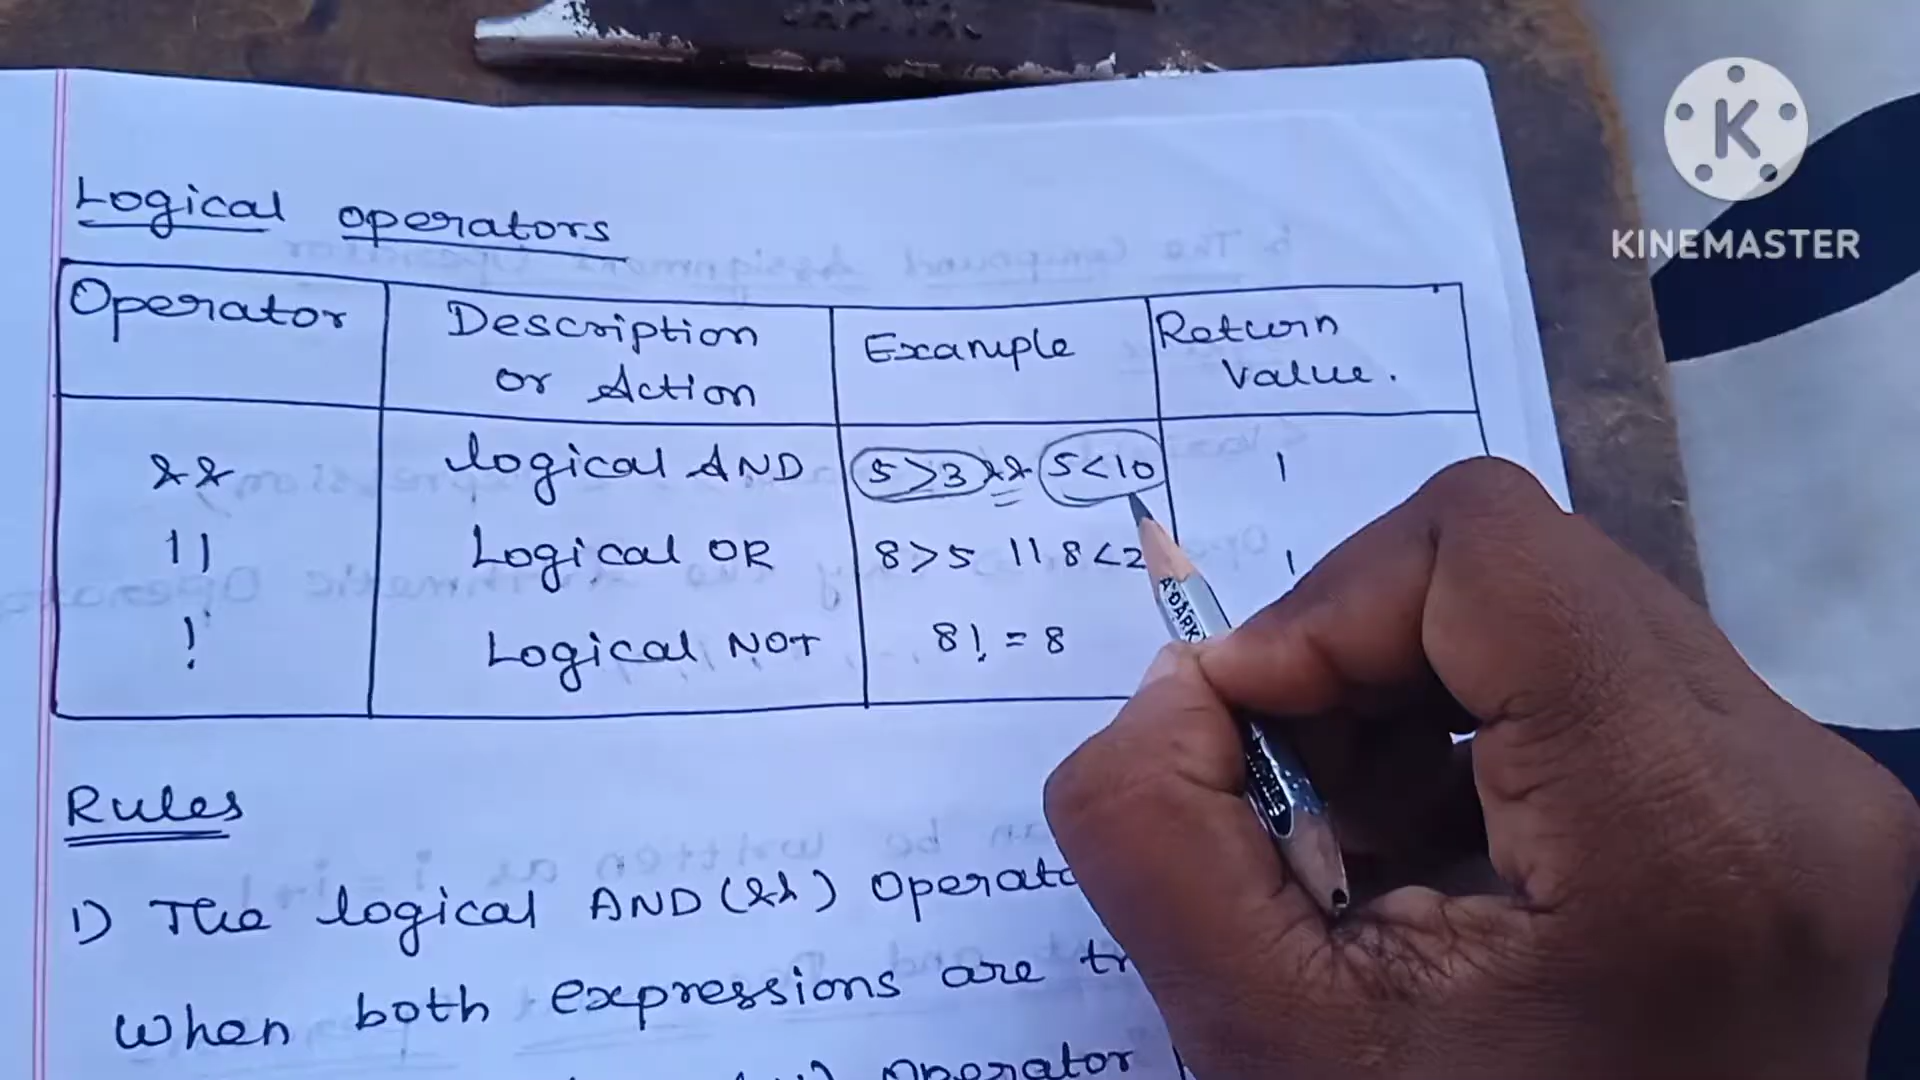 Logical operators
Operator Description or Action Example Return Value.
&& Logical AND 5>3 && 5<10 1
|| Logical OR 8>5 || 8<2 1
! Logical NOT 8! = 8
Rules
1) The logical AND (&&) Operato
when both expressions are tr
Operator
K
KINEMASTER
A-DARK